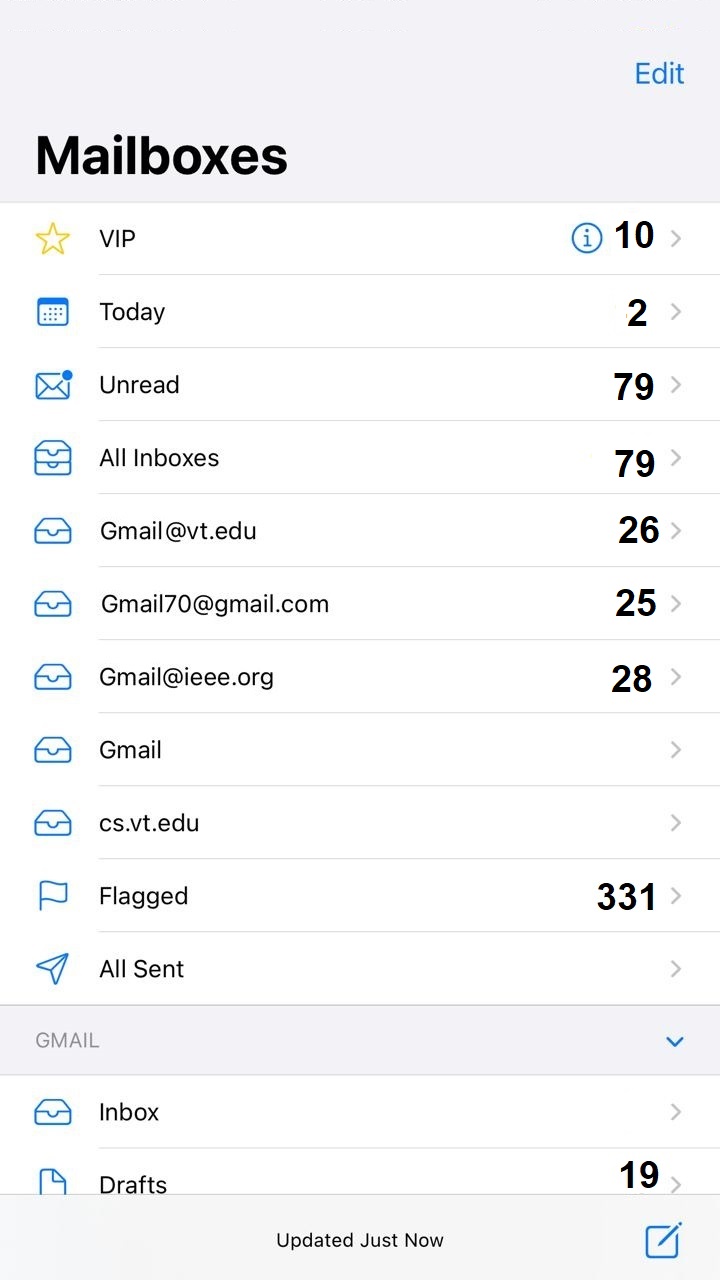 Edit
Mailboxes
VIP 10
Today 2
Unread 79
All Inboxes 79
Gmail@vt.edu 26
Gmail70@gmail.com 25
Gmail@ieee.org 28
Gmail
cs.vt.edu
Flagged 331
All Sent
GMAIL
Inbox
Drafts 19
Updated Just Now